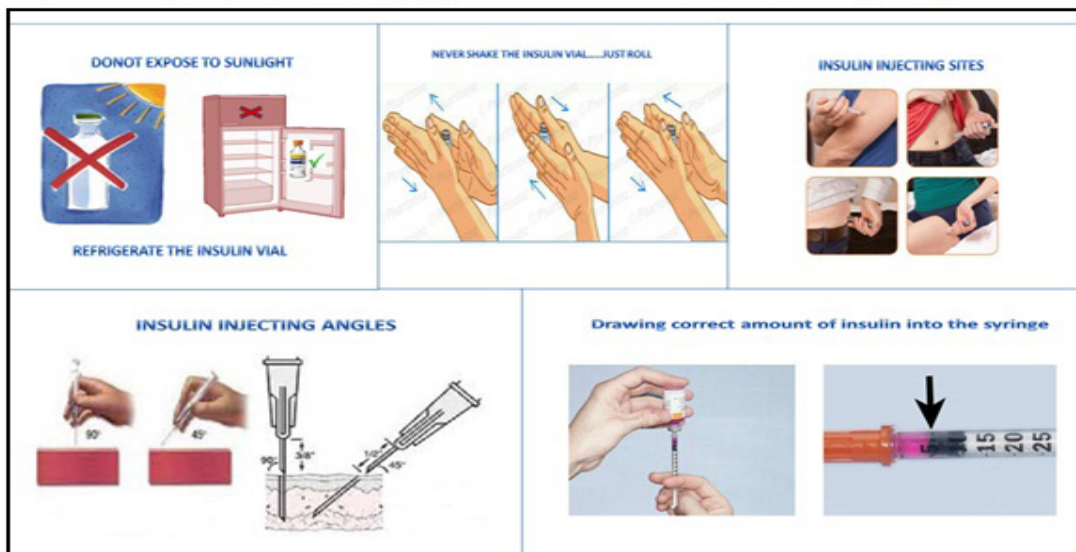 DONOT EXPOSE TO SUNLIGHT
REFRIGERATE THE INSULIN VIAL
NEVER SHAKE THE INSULIN VIAL.....JUST ROLL
INSULIN INJECTING SITES
INSULIN INJECTING ANGLES
90°
45°
90°
3/8"
1/2"
45°
Drawing correct amount of insulin into the syringe
5
15
20
25